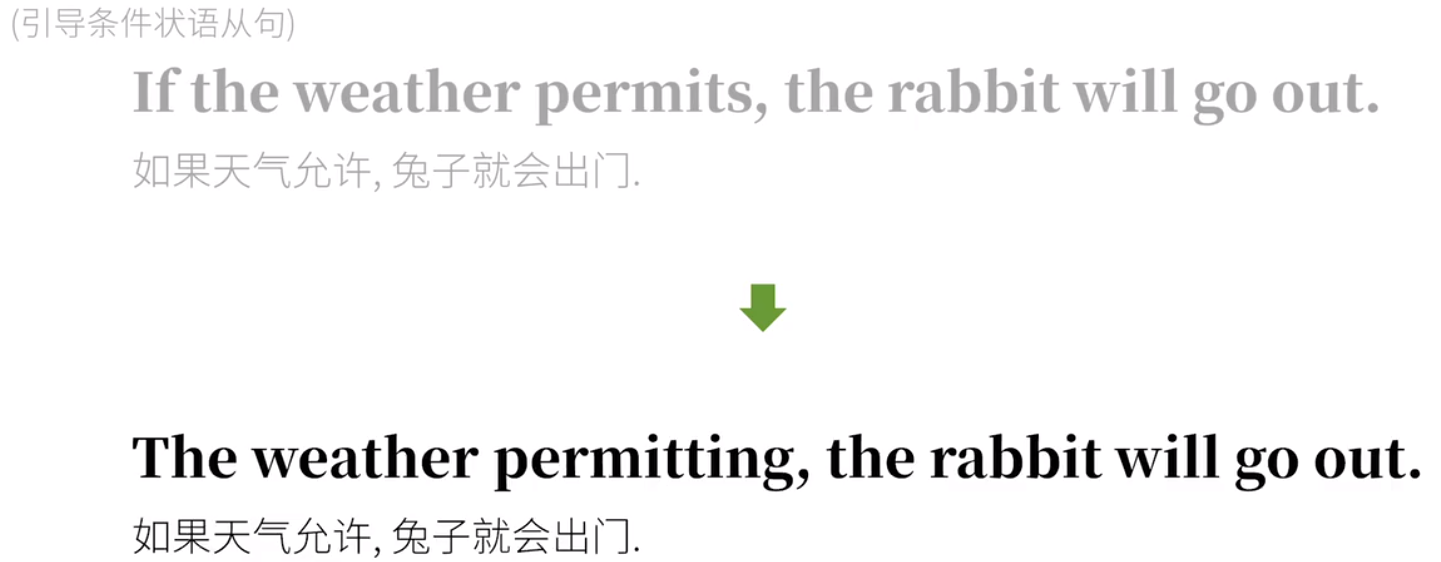 (引导条件状语从句)
If the weather permits, the rabbit will go out.
如果天气允许, 兔子就会出门.
The weather permitting, the rabbit will go out.
如果天气允许, 兔子就会出门.